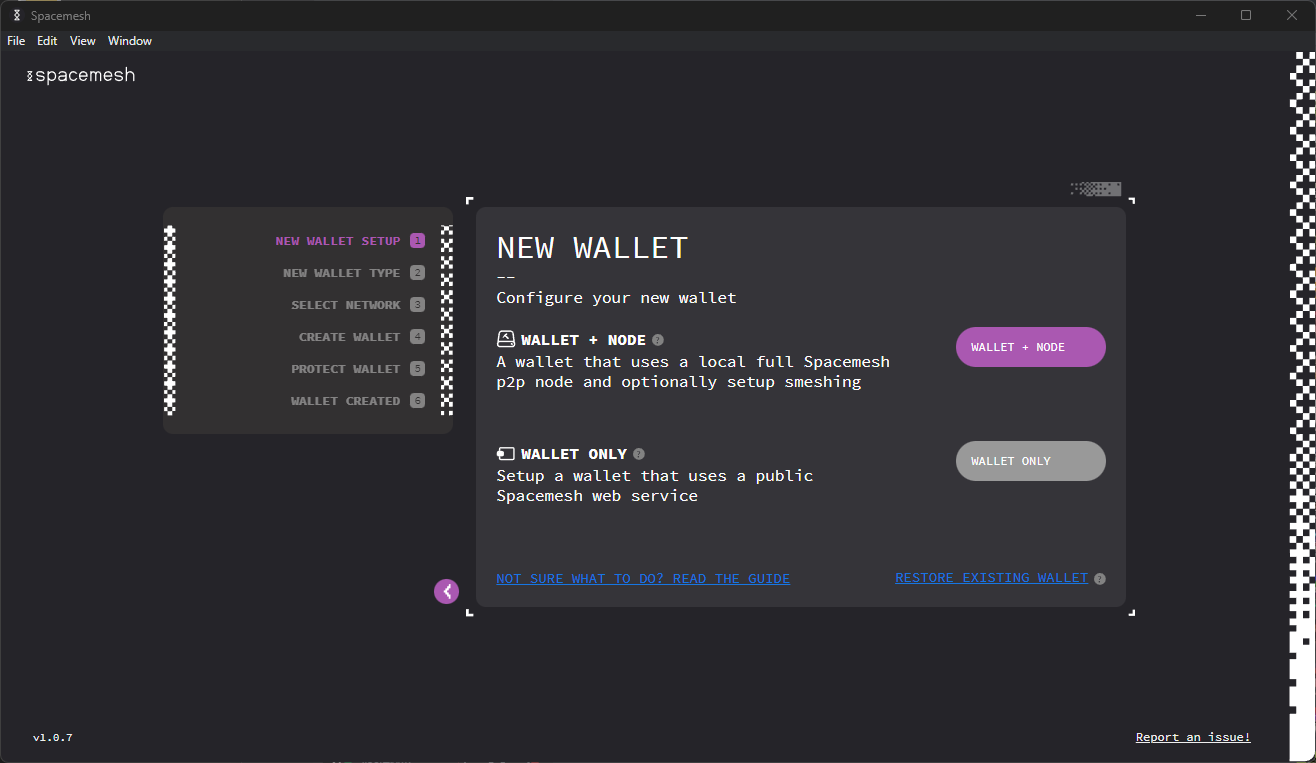 Spacemesh
File Edit View Window
spacemesh
NEW WALLET SETUP 1
NEW WALLET TYPE 2
SELECT NETWORK 3
CREATE WALLET 4
PROTECT WALLET 5
WALLET CREATED 6
NEW WALLET
--
Configure your new wallet
WALLET + NODE ?
A wallet that uses a local full Spacemesh
p2p node and optionally setup smeshing
WALLET + NODE
WALLET ONLY ?
Setup a wallet that uses a public
Spacemesh web service
WALLET ONLY
NOT SURE WHAT TO DO? READ THE GUIDE
RESTORE EXISTING WALLET ?
v1.0.7
Report an issue!